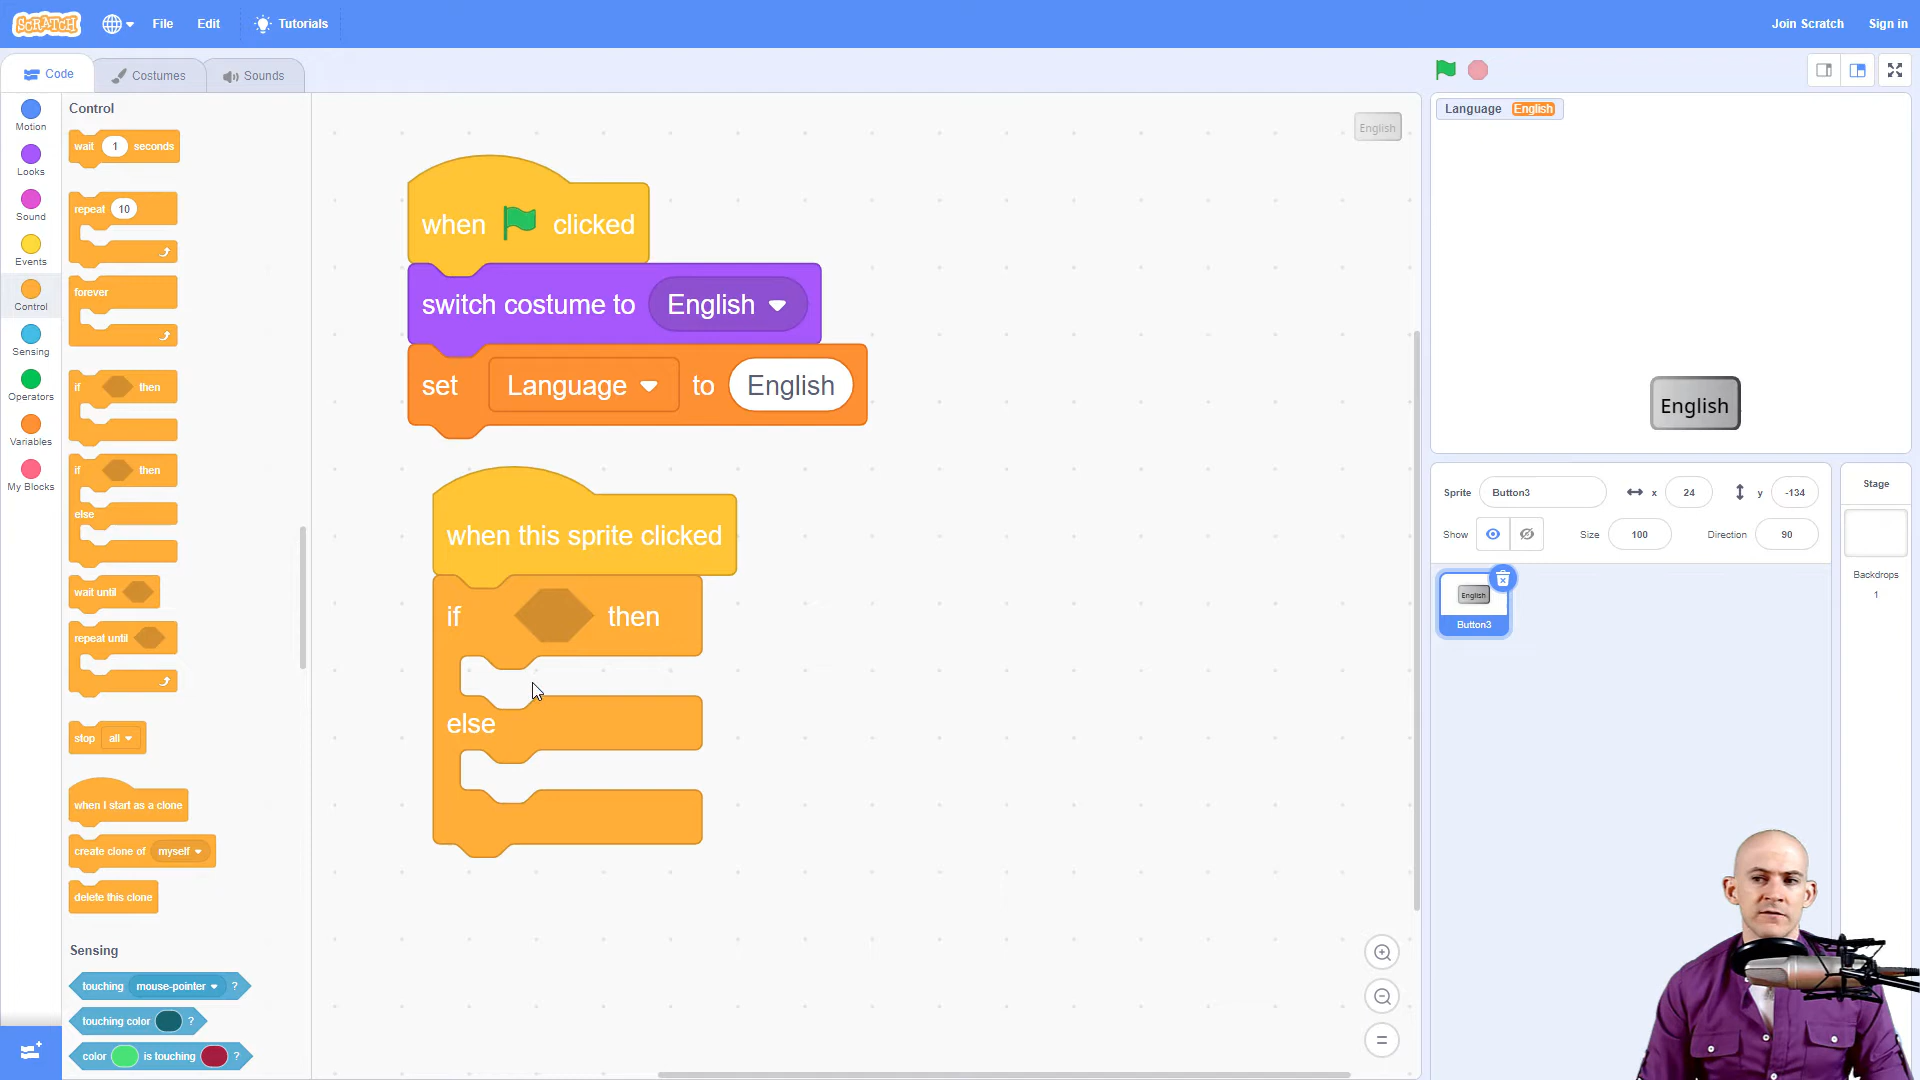 SCRATCH
File
Edit
Tutorials
Join Scratch
Sign in
Code
Costumes
Sounds
Motion
Looks
Sound
Events
Control
Sensing
Operators
Variables
My Blocks
Control
wait 1 seconds
repeat 10
forever
if then
if then
else
wait until
repeat until
stop all
when I start as a clone
create clone of myself
delete this clone
Sensing
touching mouse-pointer ?
touching color ?
color is touching ?
when clicked
switch costume to English
set Language to English
when this sprite clicked
if then
else
English
Language English
English
Sprite Button3
x 24
y -134
Show
Size 100
Direction 90
English
Button3
Stage
Backdrops
1